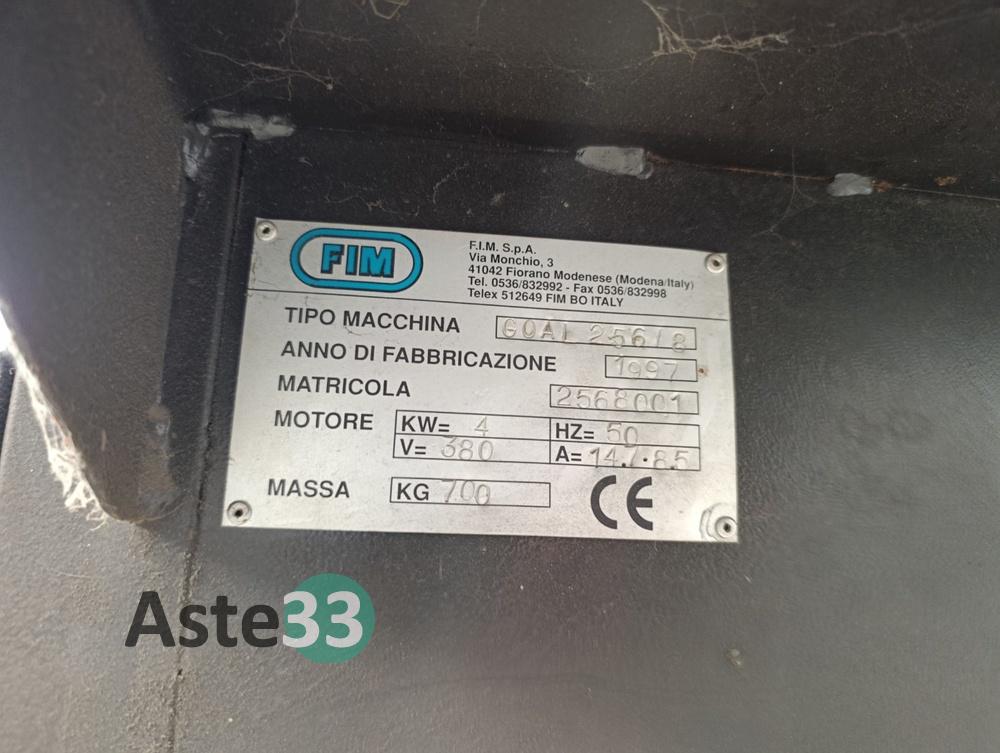 FIM
F.I.M. S.p.A.
Via Monchio, 3
41042 Fiorano Modenese (Modena/Italy)
Tel. 0536/832992 - Fax 0536/832998
Telex 512649 FIM BO ITALY
TIPO MACCHINA GOAL 256/8
ANNO DI FABBRICAZIONE 1997
MATRICOLA 2568001
MOTORE KW= 4 HZ= 50
V= 380 A= 14.7-8.5
MASSA KG 700
CE
Aste33